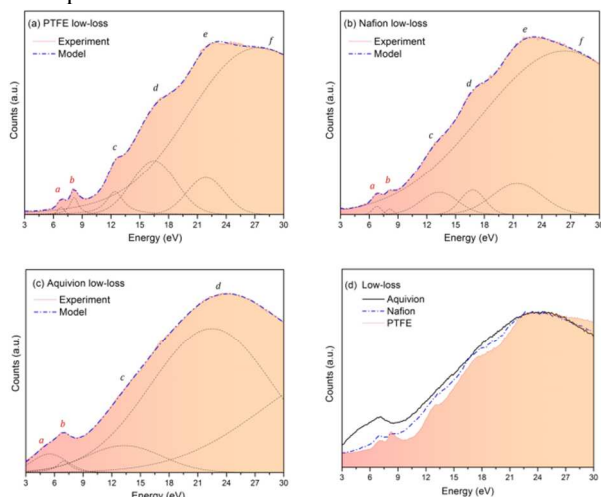 (a) PTFE low-loss
Experiment
Model
a
b
c
d
e
f
Counts (a.u.)
3 6 9 12 15 18 21 24 27 30
Energy (eV)
(b) Nafion low-loss
Experiment
Model
a
b
c
d
e
f
Counts (a.u.)
3 6 9 12 15 18 21 24 27 30
Energy (eV)
(c) Aquivion low-loss
Experiment
Model
a
b
c
d
Counts (a.u.)
3 6 9 12 15 18 21 24 27 30
Energy (eV)
(d) Low-loss
Aquivion
Nafion
PTFE
Counts (a.u.)
3 6 9 12 15 18 21 24 27 30
Energy (eV)